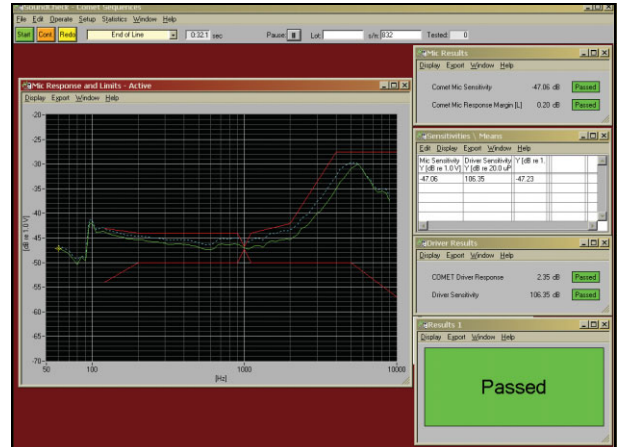 SoundCheck - Comet Sequences
File Edit Operate Setup Statistics Window Help
Start Cont Redo End of Line 0:32.1 sec Pause Lot: s/n: 832 Tested: 0
Mic Response and Limits - Active
Display Export Window Help
-20
-25
-30
-35
-40
-45
-50
-55
-60
-65
-70
[dB re 1.0 V]
50 100 1000 10000
[Hz]
Mic Results
Display Export Window Help
Comet Mic Sensitivity -47.06 dB Passed
Comet Mic Response Margin [L] 0.20 dB Passed
Sensitivities \ Means
Edit Display Export Window Help
Mic Sensitivity Driver Sensitivity Y [dB re 1.
Y [dB re 1.0 V] Y [dB re 20.0 uP
-47.06 106.35 -47.23
Driver Results
Display Export Window Help
COMET Driver Response 2.35 dB Passed
Driver Sensitivity 106.35 dB Passed
Results 1
Display Export Window Help
Passed